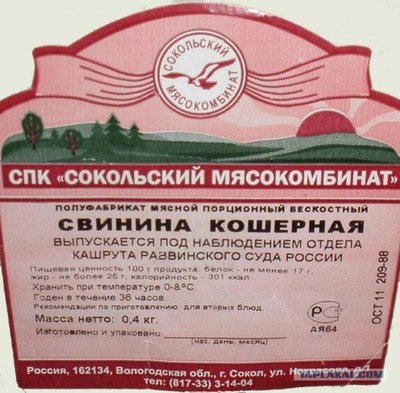 СОКОЛЬСКИЙ
МЯСОКОМБИНАТ
СПК «СОКОЛЬСКИЙ МЯСОКОМБИНАТ»
ПОЛУФАБРИКАТ МЯСНОЙ ПОРЦИОННЫЙ БЕСКОСТНЫЙ
СВИНИНА КОШЕРНАЯ
ВЫПУСКАЕТСЯ ПОД НАБЛЮДЕНИЕМ ОТДЕЛА
КАШРУТА РАВВИНСКОГО СУДА РОССИИ
Пищевая ценность 100 г продукта: белок - не менее 17 г.
жир - не более 25 г, калорийность - 301 ккал
Хранить при температуре 0-8°С.
Годен в течение 36 часов.
Рекомендации по приготовлению: для вторых блюд.
Масса нетто: 0,4 кг.
Изготовлено и упаковано:
(час, день, месяц)
АЯ64
ОСТ 11 209-88
Россия, 162134, Вологодская обл., г. Сокол, ул.
тел: (817-33) 3-14-04
YAPLAKAL.COM